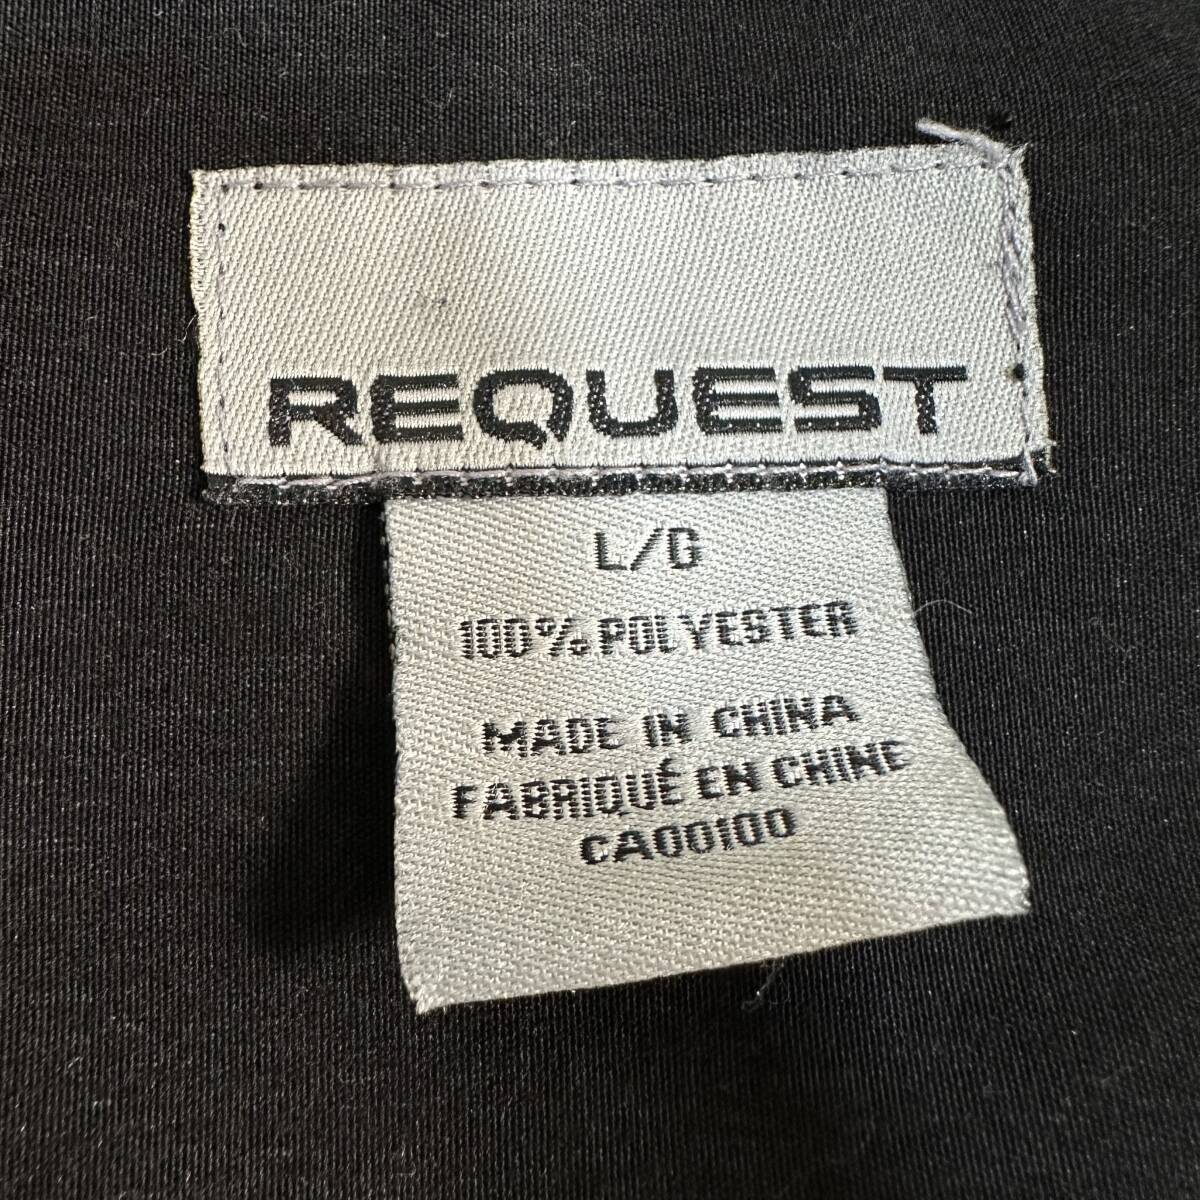 REQUEST
L/G
100% POLYESTER
MADE IN CHINA
FABRIQUÉ EN CHINE
CA00100